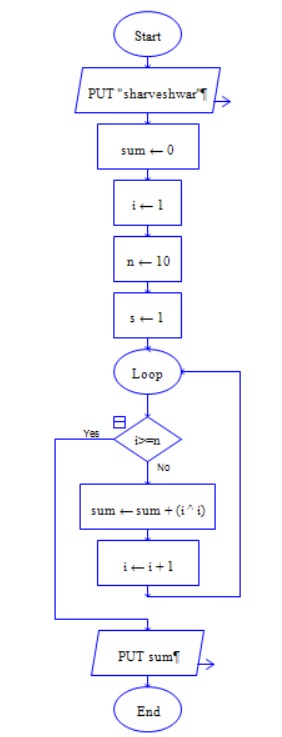 Start
PUT "sharveshwar"¶
sum ← 0
i ← 1
n ← 10
s ← 1
Loop
Yes
i>=n
No
sum ← sum + (i ^ i)
i ← i + 1
PUT sum¶
End